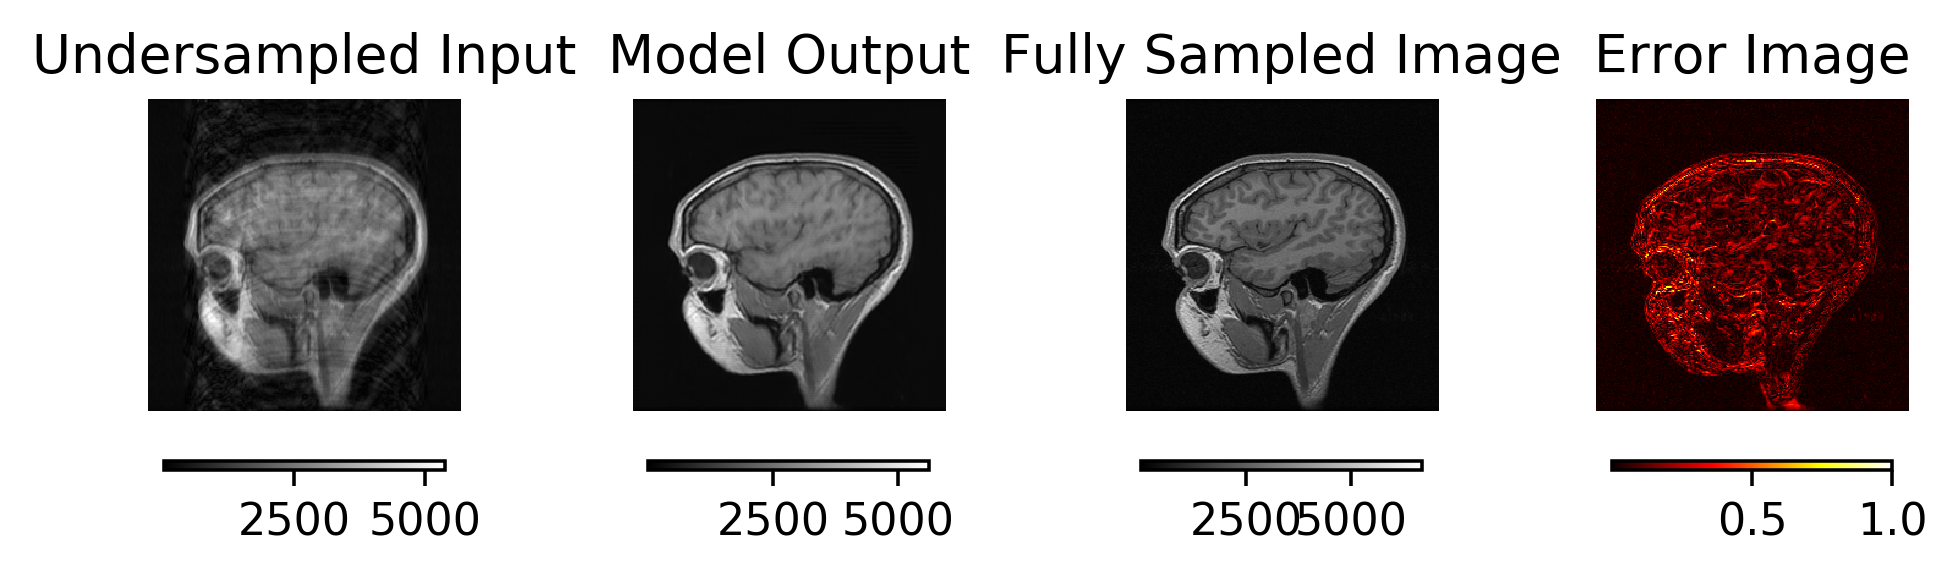 Undersampled Input Model Output Fully Sampled Image Error Image
2500 5000 2500 5000 2500 5000 0.5 1.0